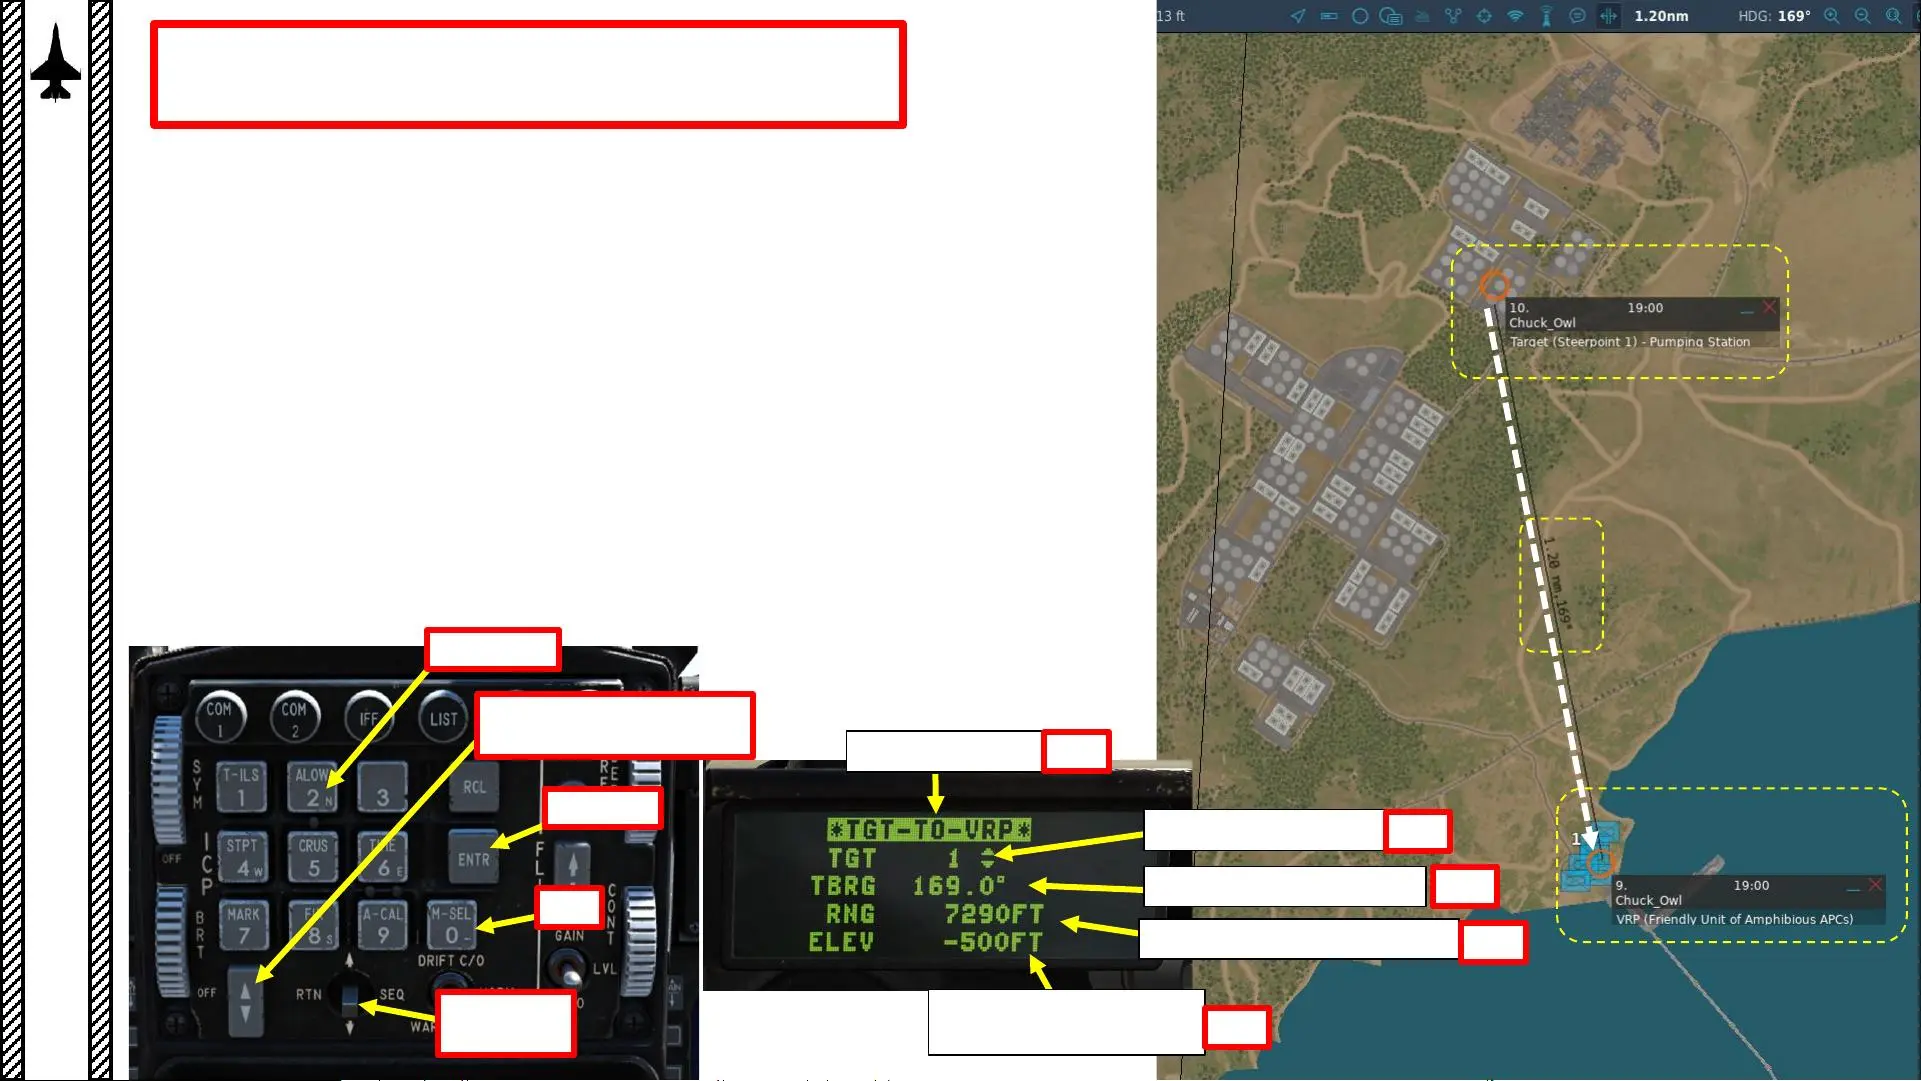 13 ft
1.20nm
HDG: 169°
10. 19:00
Chuck_Owl
Target (Steerpoint 1) - Pumping Station
1.20 nm, 169°
1
9. 19:00
Chuck_Owl
VRP (Friendly Unit of Amphibious APCs)
COM 1
COM 2
IFF
LIST
SYM
T-ILS 1
ALOW 2 N
3
RCL
ICP
STPT 4 W
CRUS 5
TIME 6 E
ENTR
OFF
BRT
MARK 7
8 S
A-CAL 9
M-SEL 0 -
CONT
GAIN
DRIFT C/O
LVL
OFF
RTN
SEQ
*TGT-TO-VRP*
TGT 1
TBRG 169.0°
RNG 7290FT
ELEV -500FT